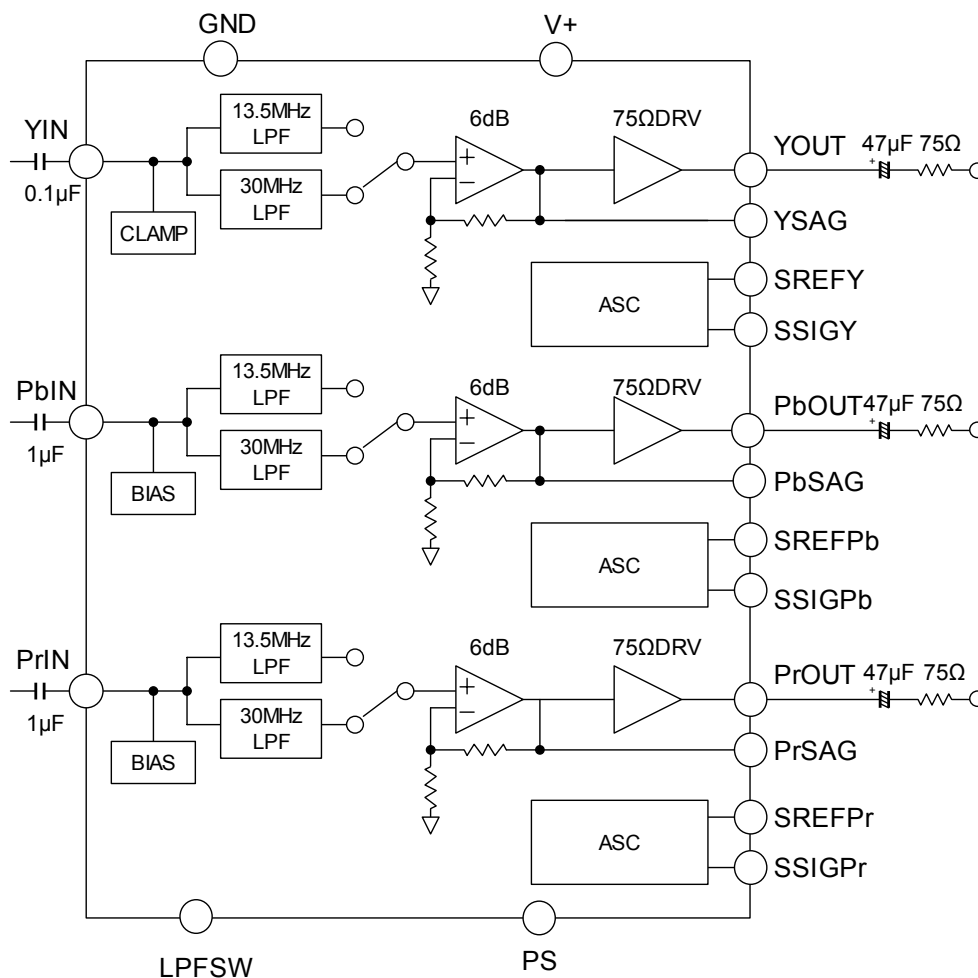 GND
V+
YIN
0.1µF
13.5MHz
LPF
30MHz
LPF
CLAMP
6dB
+
−
75ΩDRV
YOUT
47µF 75Ω
+
YSAG
ASC
SREFY
SSIGY
PbIN
1µF
13.5MHz
LPF
30MHz
LPF
BIAS
6dB
+
−
75ΩDRV
PbOUT
47µF 75Ω
+
PbSAG
ASC
SREFPb
SSIGPb
PrIN
1µF
13.5MHz
LPF
30MHz
LPF
BIAS
6dB
+
−
75ΩDRV
PrOUT
47µF 75Ω
+
PrSAG
ASC
SREFPr
SSIGPr
LPFSW
PS